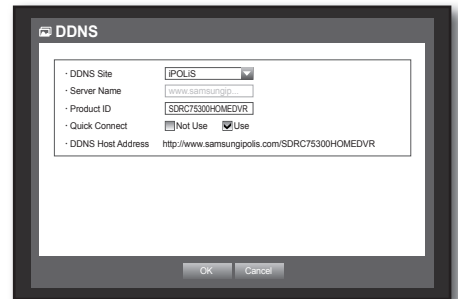 DDNS
· DDNS Site iPOLiS
· Server Name www.samsungip...
· Product ID SDRC75300HOMEDVR
· Quick Connect Not Use Use
· DDNS Host Address http://www.samsungipolis.com/SDRC75300HOMEDVR
OK Cancel